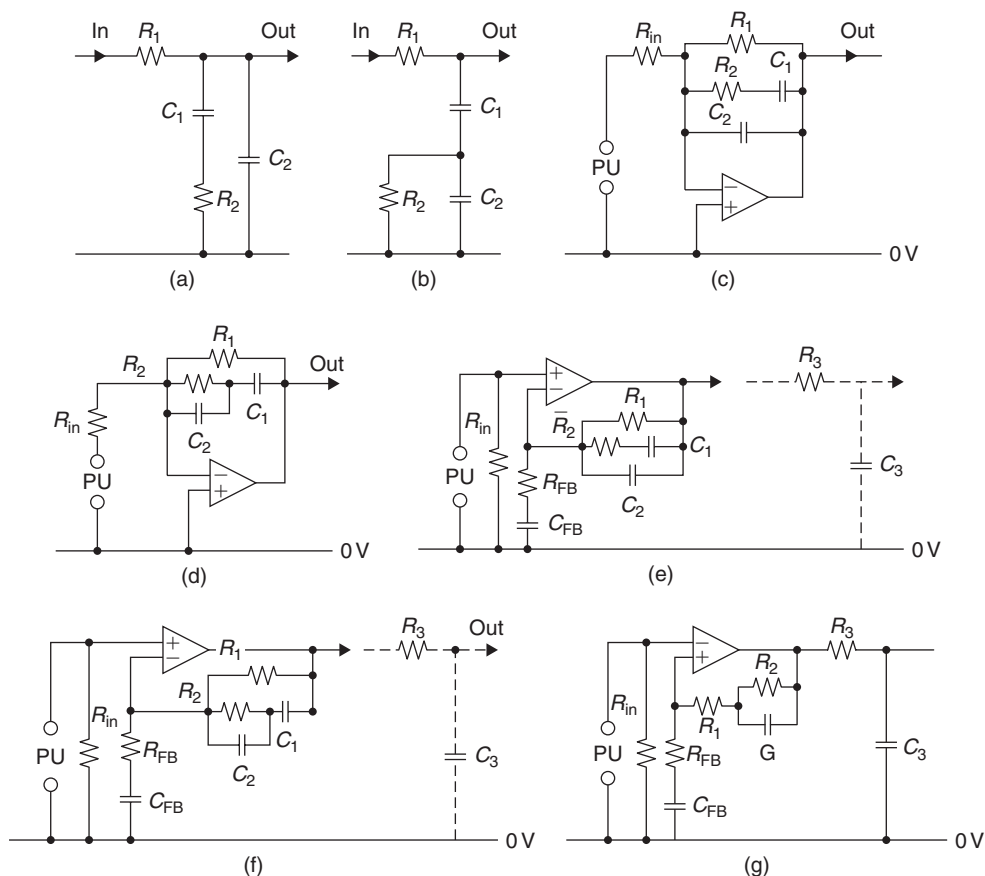 In R1 Out
C1
C2
R2
(a)
In R1 Out
C1
R2 C2
(b)
Rin R1 Out
R2 C1
C2
PU
−
+
0 V
(c)
R1
R2 Out
Rin C1
C2
PU
−
+
0 V
(d)
R3
+
−
R1
Rin R̅2
C1
PU
RFB C2 C3
CFB
0 V
(e)
+ R1 R3 Out
−
R2
Rin C1
PU RFB C2 C3
CFB
0 V
(f)
− R3
+
R2
Rin
R1
PU RFB G C3
CFB
0 V
(g)